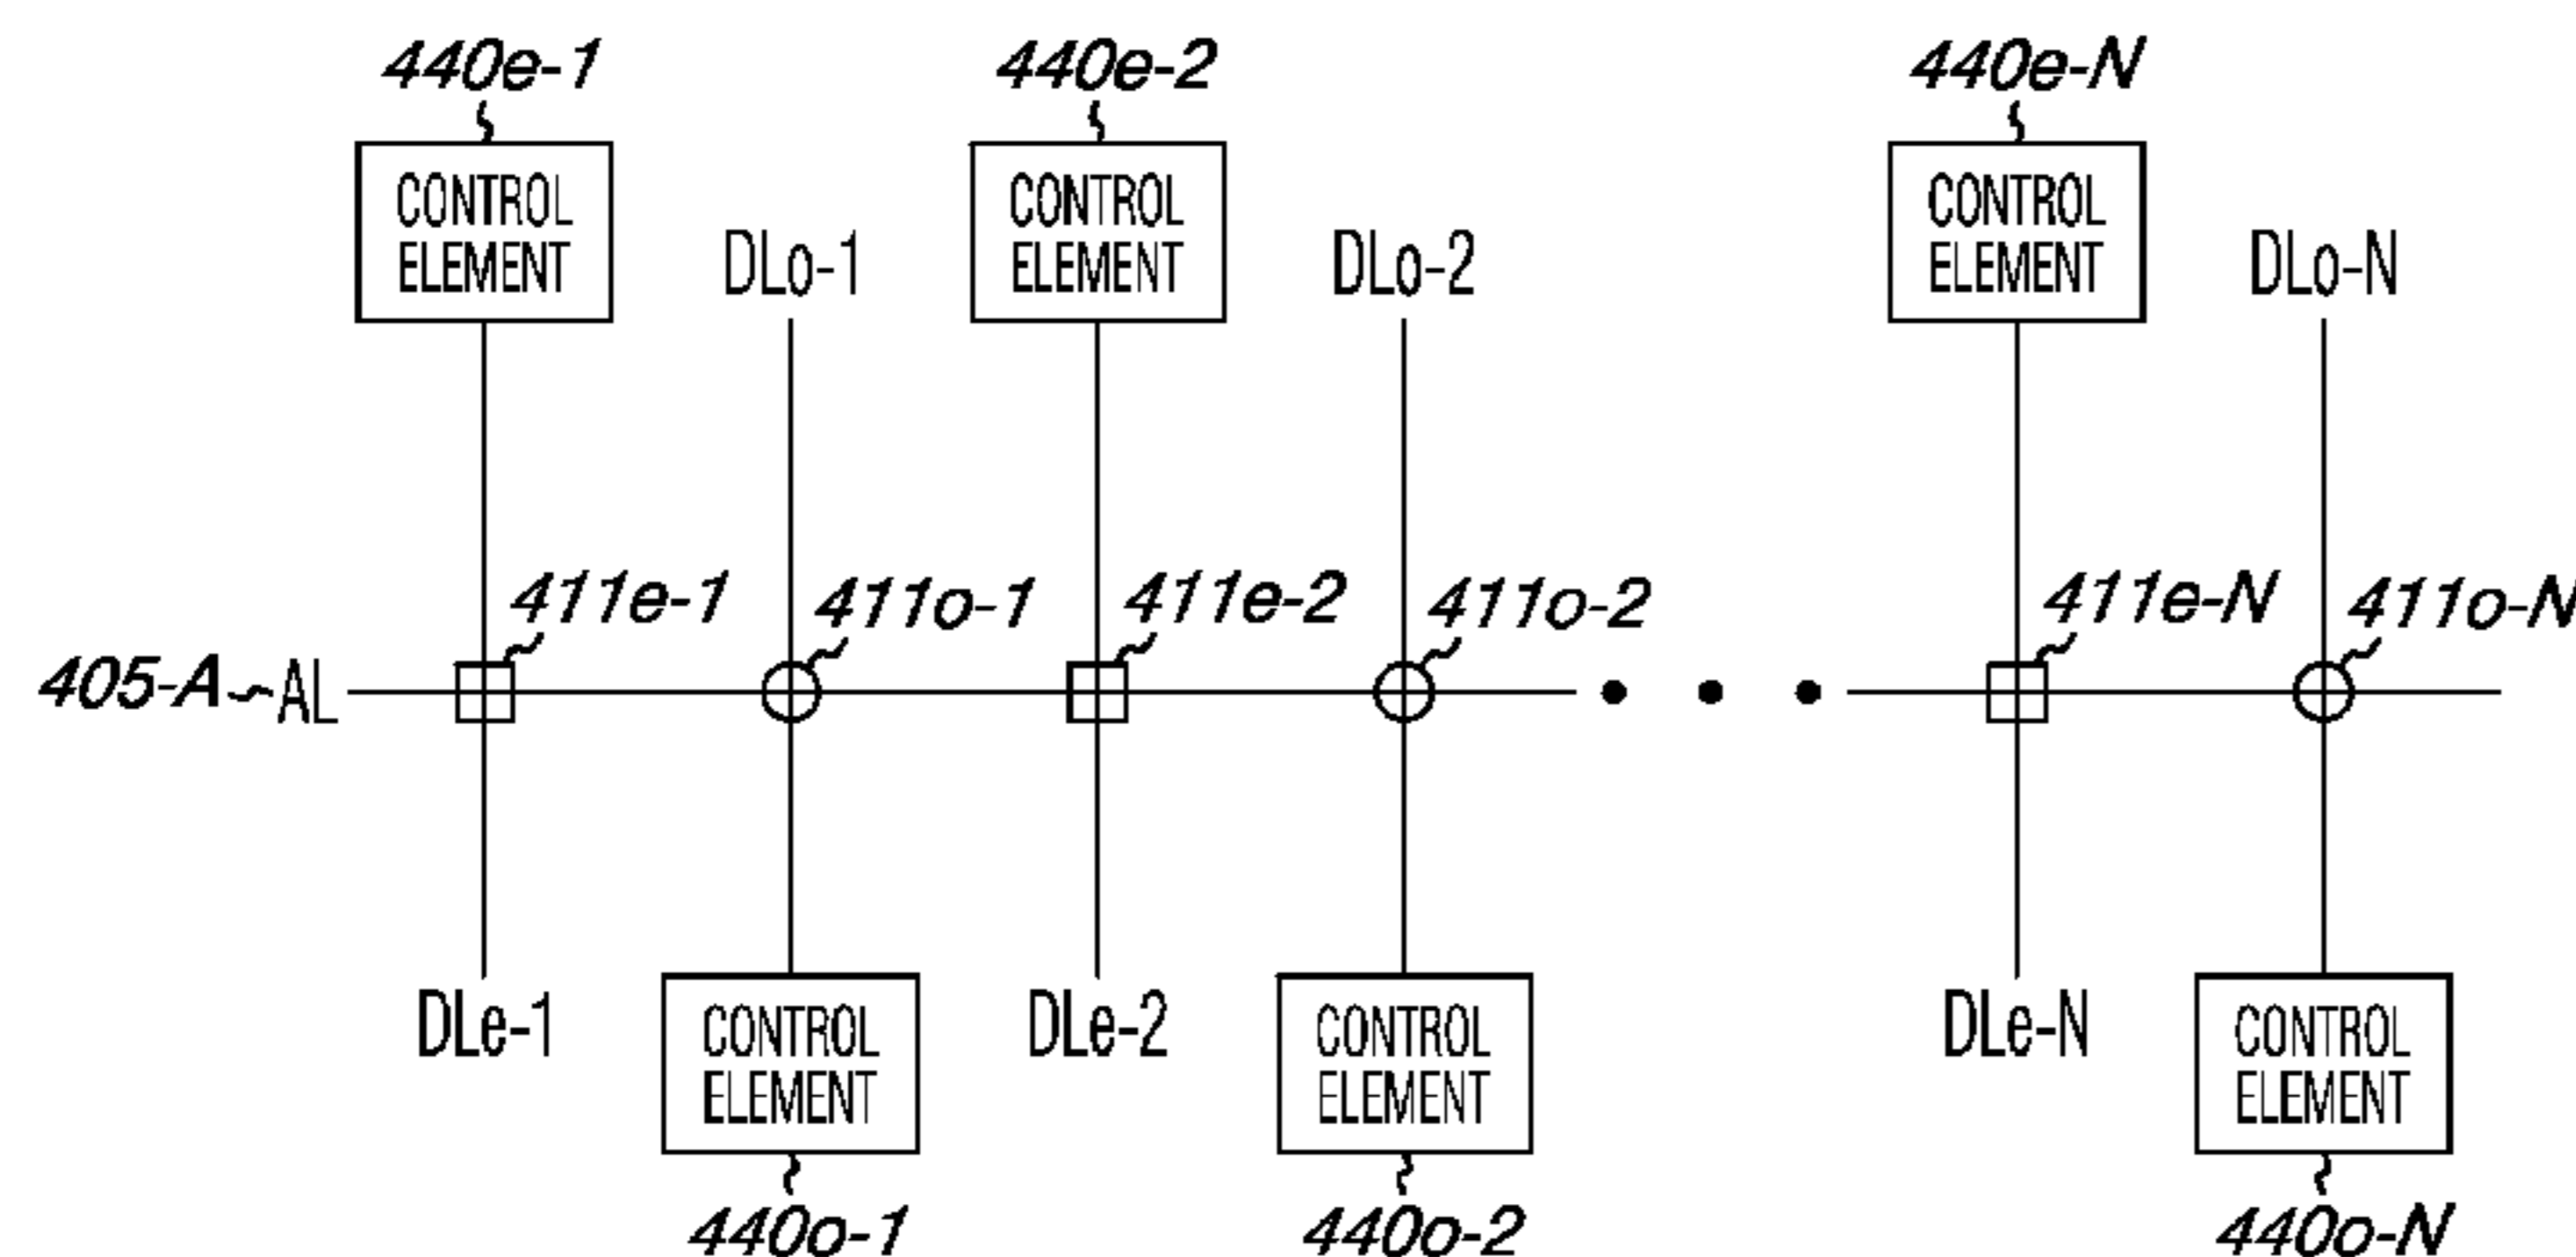 440e-1
440e-2
440e-N
CONTROL
ELEMENT
CONTROL
ELEMENT
CONTROL
ELEMENT
DLo-1
DLo-2
DLo-N
411e-1
411o-1
411e-2
411o-2
411e-N
411o-N
405-A
AL
DLe-1
DLe-2
DLe-N
CONTROL
ELEMENT
CONTROL
ELEMENT
CONTROL
ELEMENT
440o-1
440o-2
440o-N